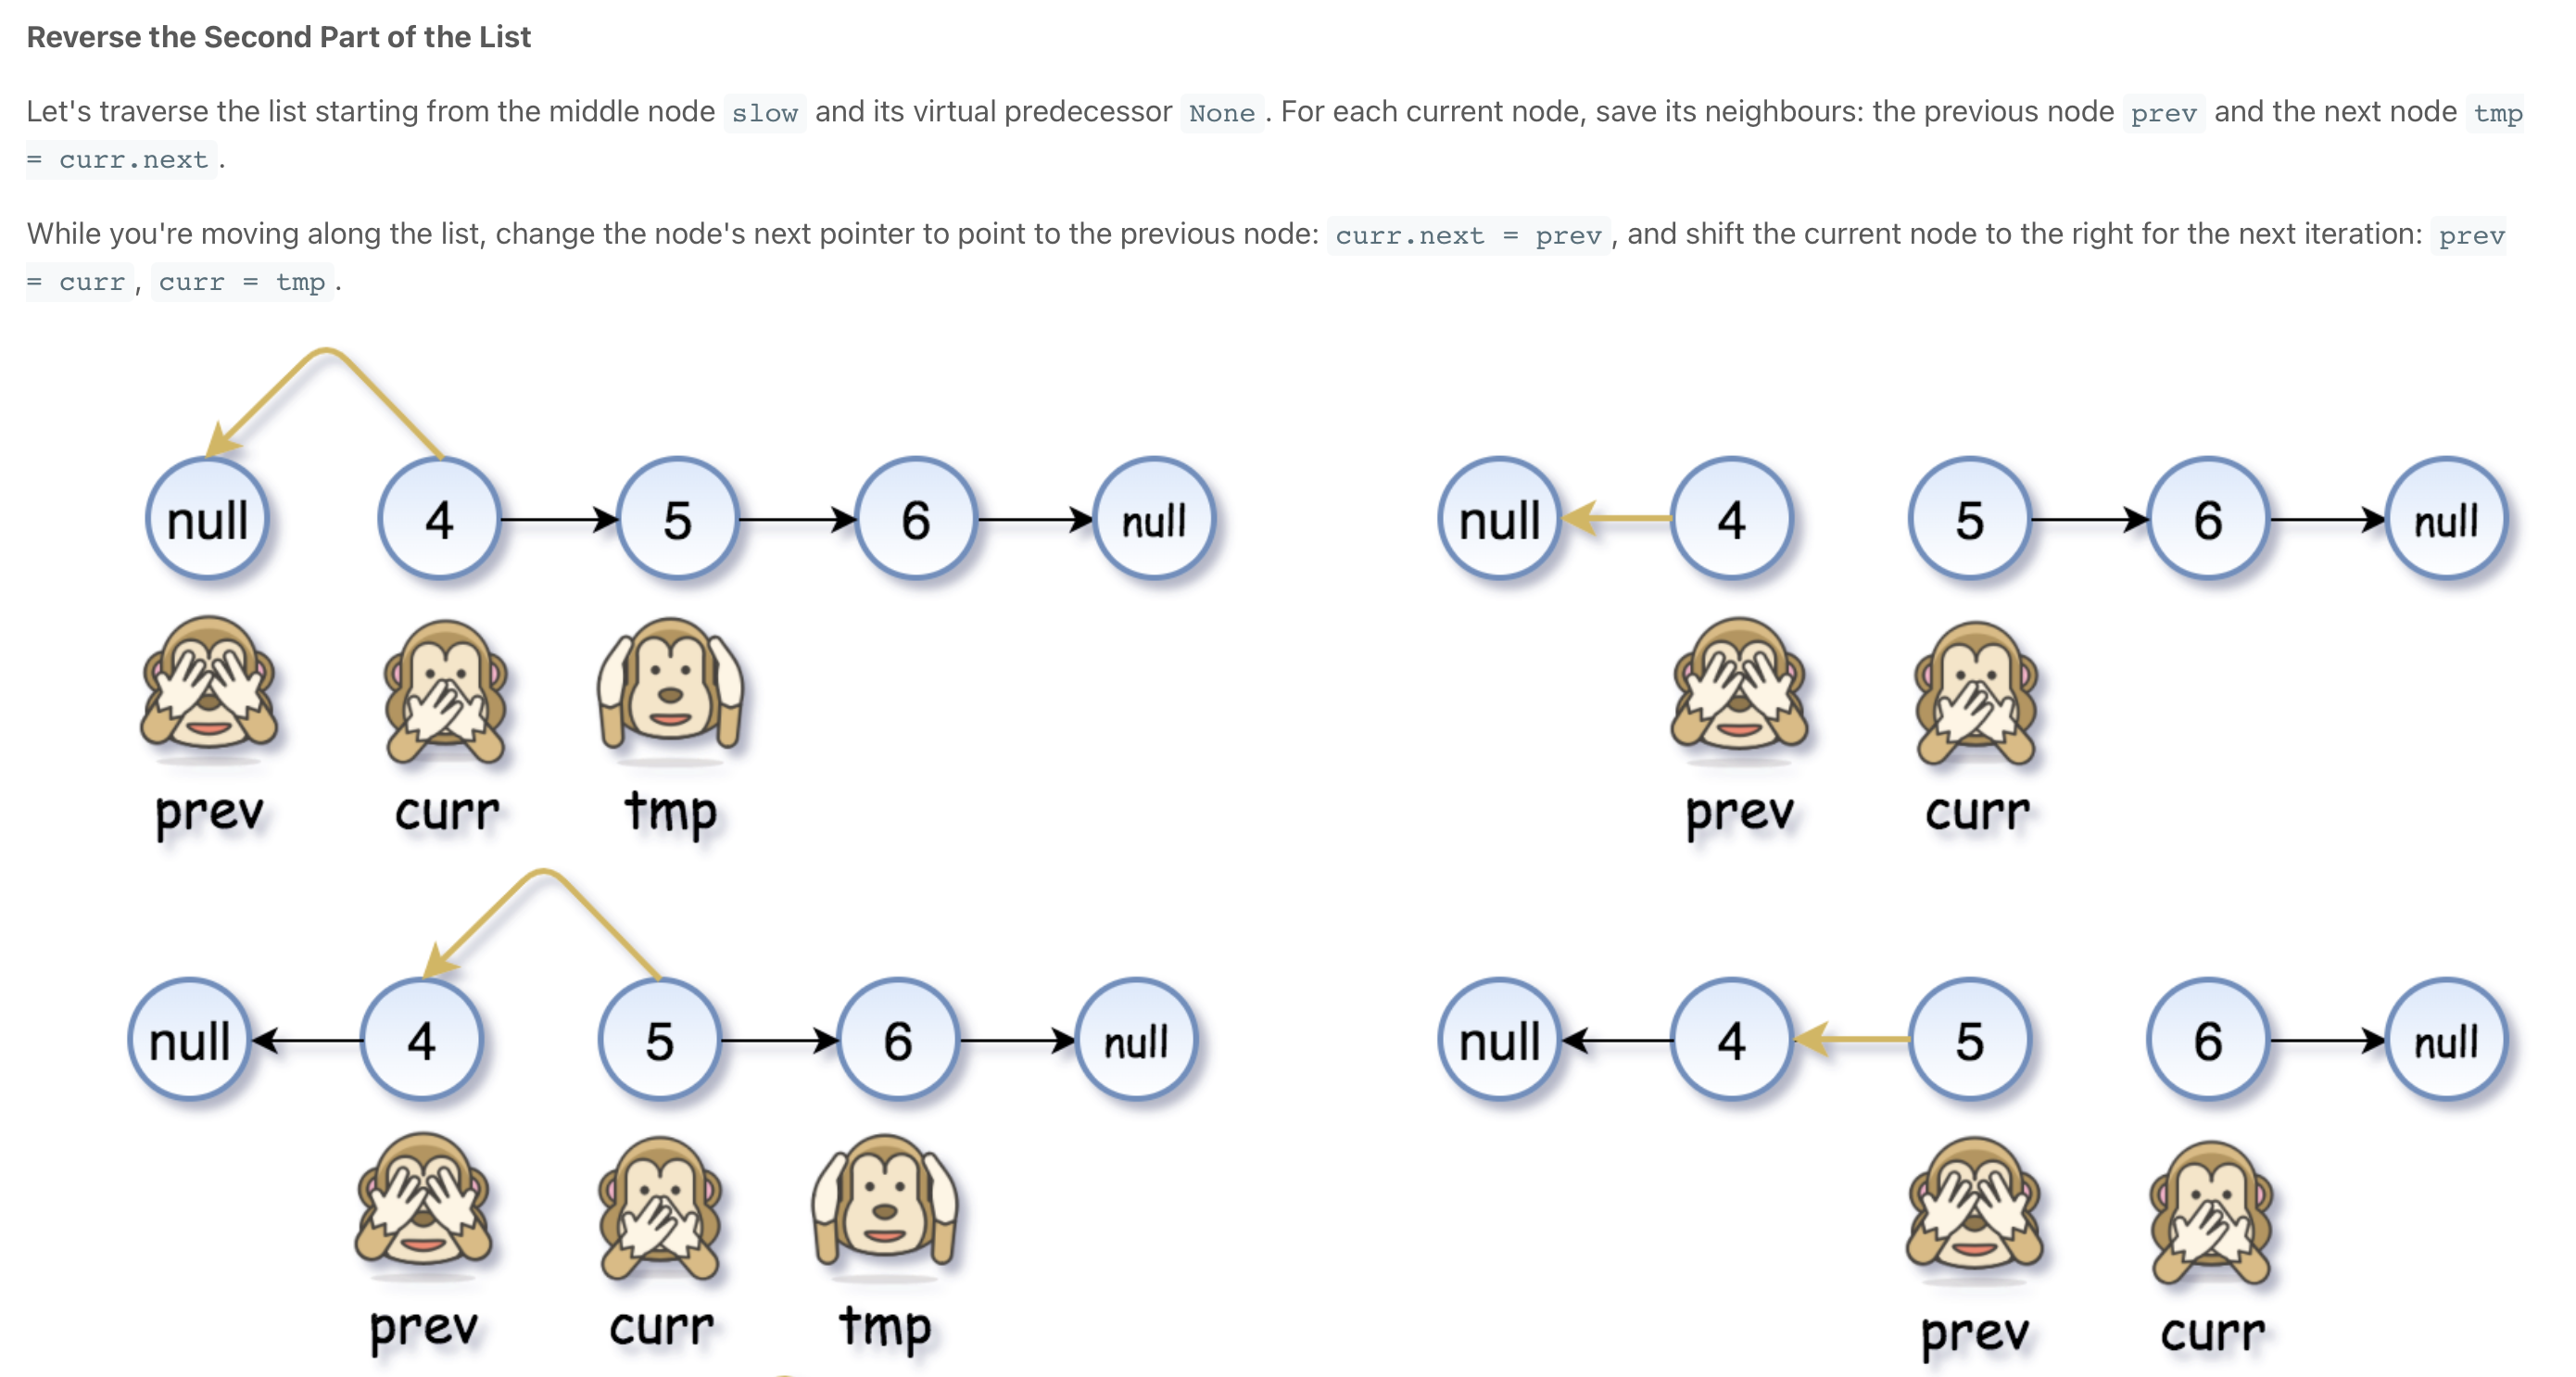 Reverse the Second Part of the List
Let's traverse the list starting from the middle node slow and its virtual predecessor None . For each current node, save its neighbours: the previous node prev and the next node tmp
= curr.next .
While you're moving along the list, change the node's next pointer to point to the previous node: curr.next = prev , and shift the current node to the right for the next iteration: prev
= curr , curr = tmp .
null 4 5 6 null
null 4 5 6 null
prev curr tmp
prev curr
null 4 5 6 null
null 4 5 6 null
prev curr tmp
prev curr